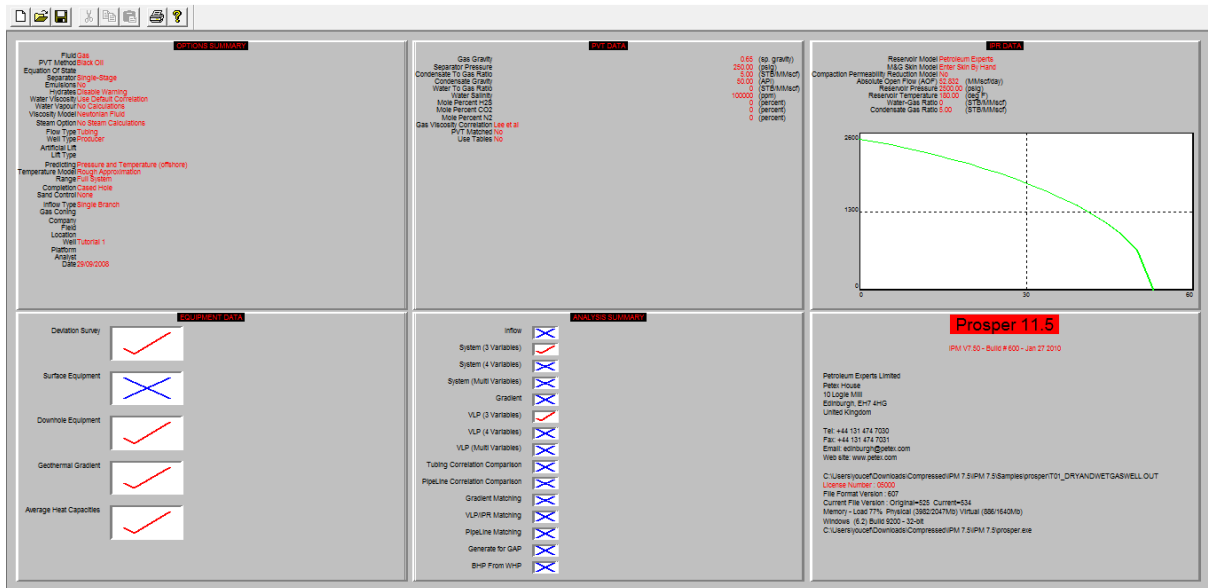 OPTIONS SUMMARY
Fluid Gas
PVT Method Black Oil
Equation Of State
Separator Single-Stage
Emulsions No
Hydrates Disable Warning
Water Viscosity Use Default Correlation
Water Vapour No Calculations
Viscosity Model Newtonian Fluid
Steam Option No Steam Calculations
Flow Type Tubing
Well Type Producer
Artificial Lift
Lift Type
Predicting Pressure and Temperature (offshore)
Temperature Model Rough Approximation
Range Full System
Completion Cased Hole
Sand Control None
Inflow Type Single Branch
Gas Coning
Company
Field
Location
Well Tutorial 1
Platform
Analyst
Date 29/09/2008
PVT DATA
Gas Gravity 0.65 (sp. gravity)
Separator Pressure 250.00 (psig)
Condensate To Gas Ratio 5.00 (STB/MMscf)
Condensate Gravity 50.00 (API)
Water To Gas Ratio 0 (STB/MMscf)
Water Salinity 100000 (ppm)
Mole Percent H2S 0 (percent)
Mole Percent CO2 0 (percent)
Mole Percent N2 0 (percent)
Gas Viscosity Correlation Lee et al
PVT Matched No
Use Tables No
IPR DATA
Reservoir Model Petroleum Experts
M&G Skin Model Enter Skin By Hand
Compaction Permeability Reduction Model No
Absolute Open Flow (AOF) 52.832 (MMscf/day)
Reservoir Pressure 2500.00 (psig)
Reservoir Temperature 180.00 (deg F)
Water-Gas Ratio 0 (STB/MMscf)
Condensate Gas Ratio 5.00 (STB/MMscf)
2600
1300
0
0 30 60
EQUIPMENT DATA
Deviation Survey
Surface Equipment
Downhole Equipment
Geothermal Gradient
Average Heat Capacities
ANALYSIS SUMMARY
Inflow
System (3 Variables)
System (4 Variables)
System (Multi Variables)
Gradient
VLP (3 Variables)
VLP (4 Variables)
VLP (Multi Variables)
Tubing Correlation Comparison
PipeLine Correlation Comparison
Gradient Matching
VLP/IPR Matching
PipeLine Matching
Generate for GAP
BHP From WHP
Prosper 11.5
IPM V7.50 - Build # 600 - Jan 27 2010
Petroleum Experts Limited
Petex House
10 Logie Mill
Edinburgh, EH7 4HG
United Kingdom
Tel: +44 131 474 7030
Fax: +44 131 474 7031
Email: edinburgh@petex.com
Web site: www.petex.com
C:\Users\youcef\Downloads\Compressed\IPM 7.5\IPM 7.5\Samples\prosper\T01_DRYANDWETGASWELL.OUT
License Number : 05000
File Format Version : 607
Current File Version : Original=525 Current=534
Memory - Load 77% Physical (3982/2047Mb) Virtual (886/1640Mb)
Windows (6.2) Build 9200 - 32-bit
C:\Users\youcef\Downloads\Compressed\IPM 7.5\IPM 7.5\prosper.exe